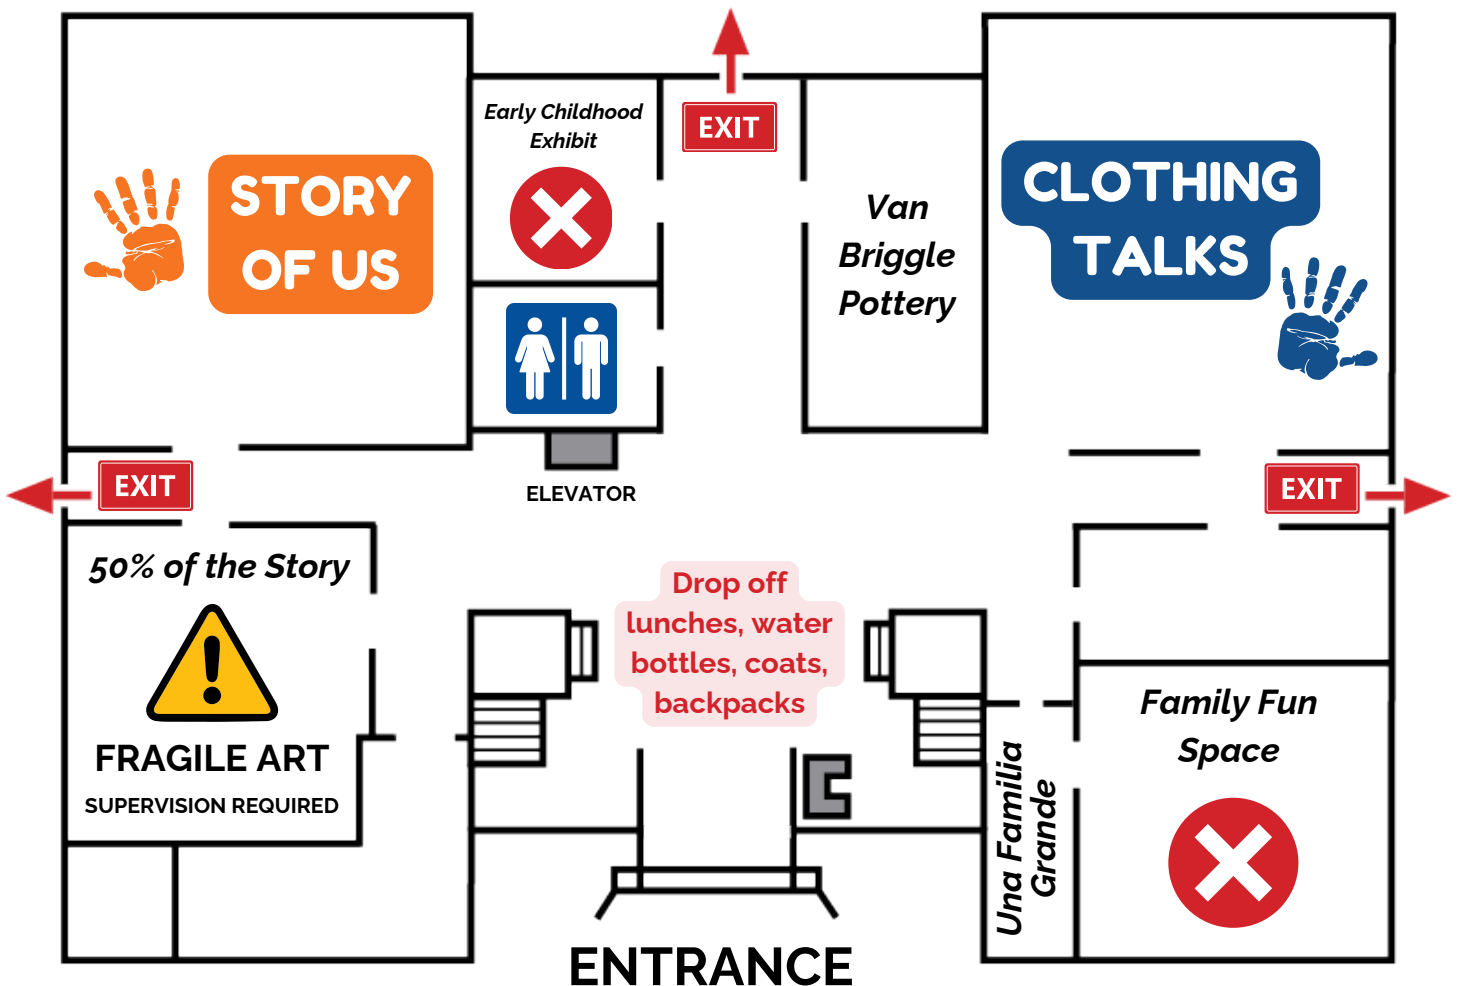 Early Childhood
Exhibit
EXIT
STORY
OF US
Van
Briggle
Pottery
CLOTHING
TALKS
EXIT
ELEVATOR
EXIT
50% of the Story
FRAGILE ART
SUPERVISION REQUIRED
Drop off
lunches, water
bottles, coats,
backpacks
Una Familia
Grande
Family Fun
Space
ENTRANCE